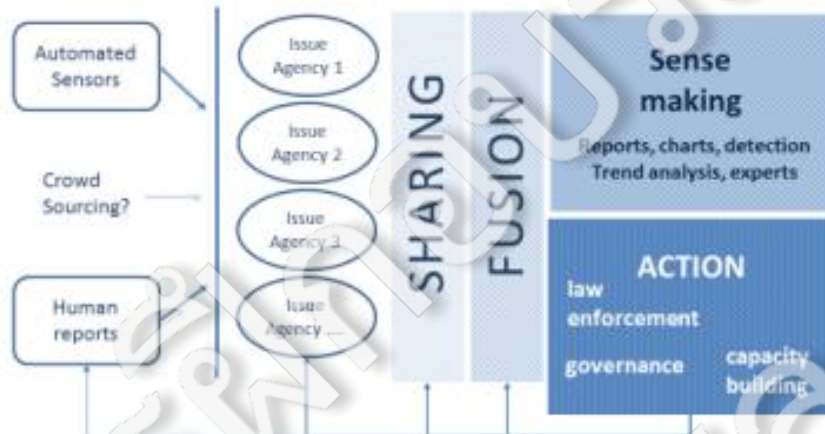 Automated
Sensors
Crowd
Sourcing?
Human
reports
Issue
Agency 1
Issue
Agency 2
Issue
Agency 3
Issue
Agency ....
SHARING
FUSION
Sense
making
Reports, charts, detection
Trend analysis, experts
ACTION
law
enforcement
governance
capacity
building